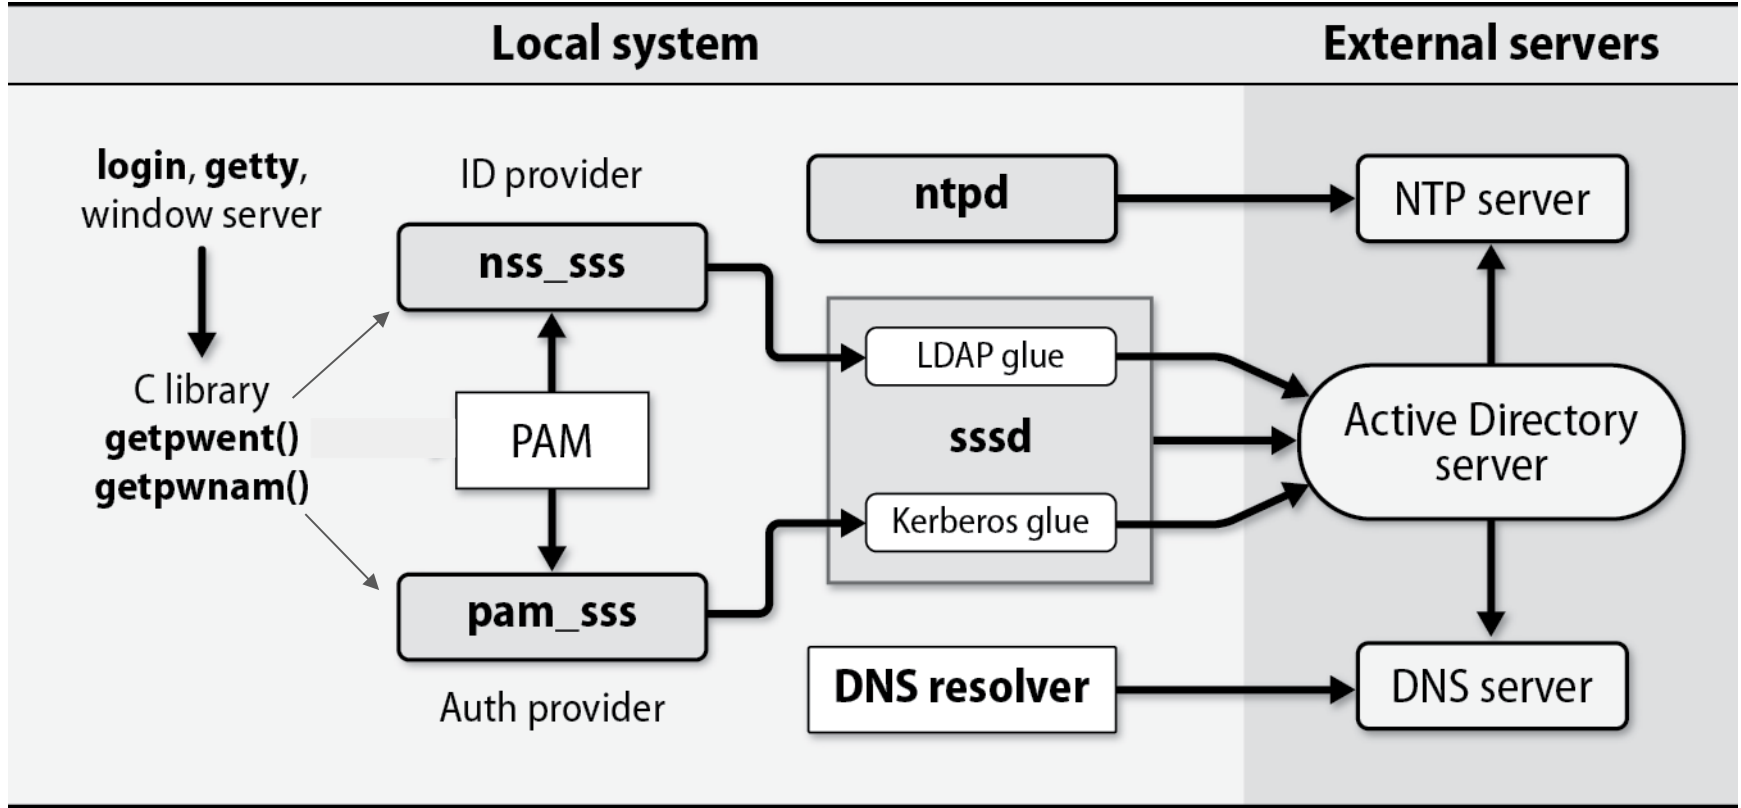 Local system
External servers
login, getty,
window server
C library
getpwent()
getpwnam()
ID provider
nss_sss
PAM
pam_sss
Auth provider
ntpd
LDAP glue
sssd
Kerberos glue
DNS resolver
NTP server
Active Directory
server
DNS server